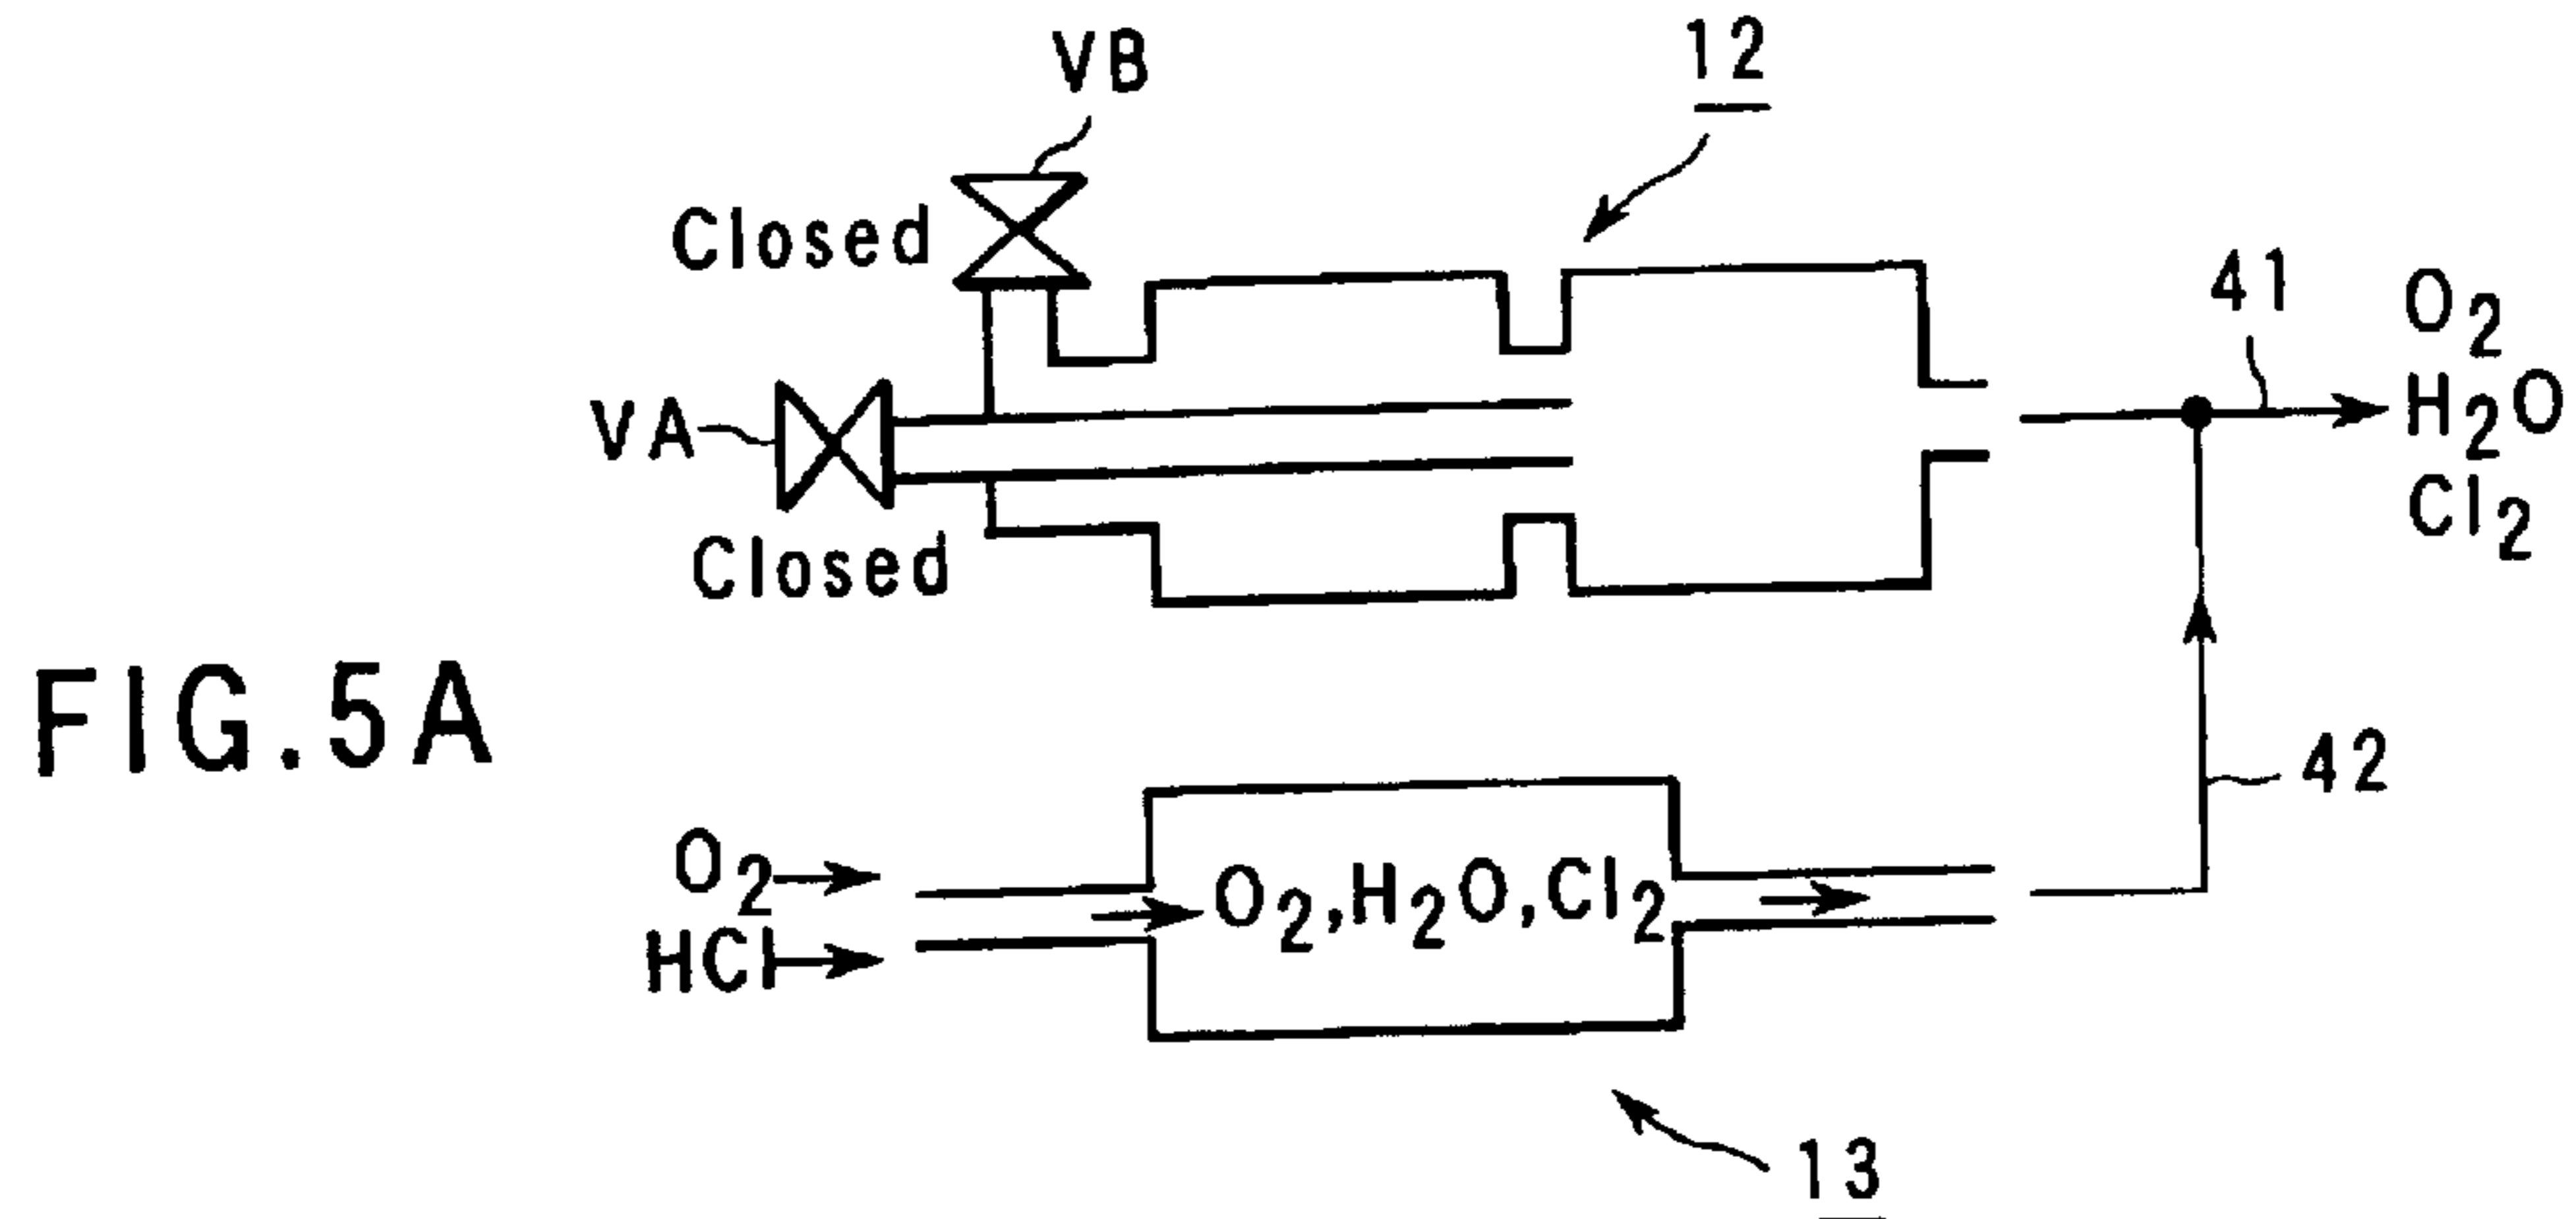 VB
12
Closed
41
O2
H2O
Cl2
VA
Closed
FIG.5A
42
O2
HCl
O2,H2O,Cl2
13